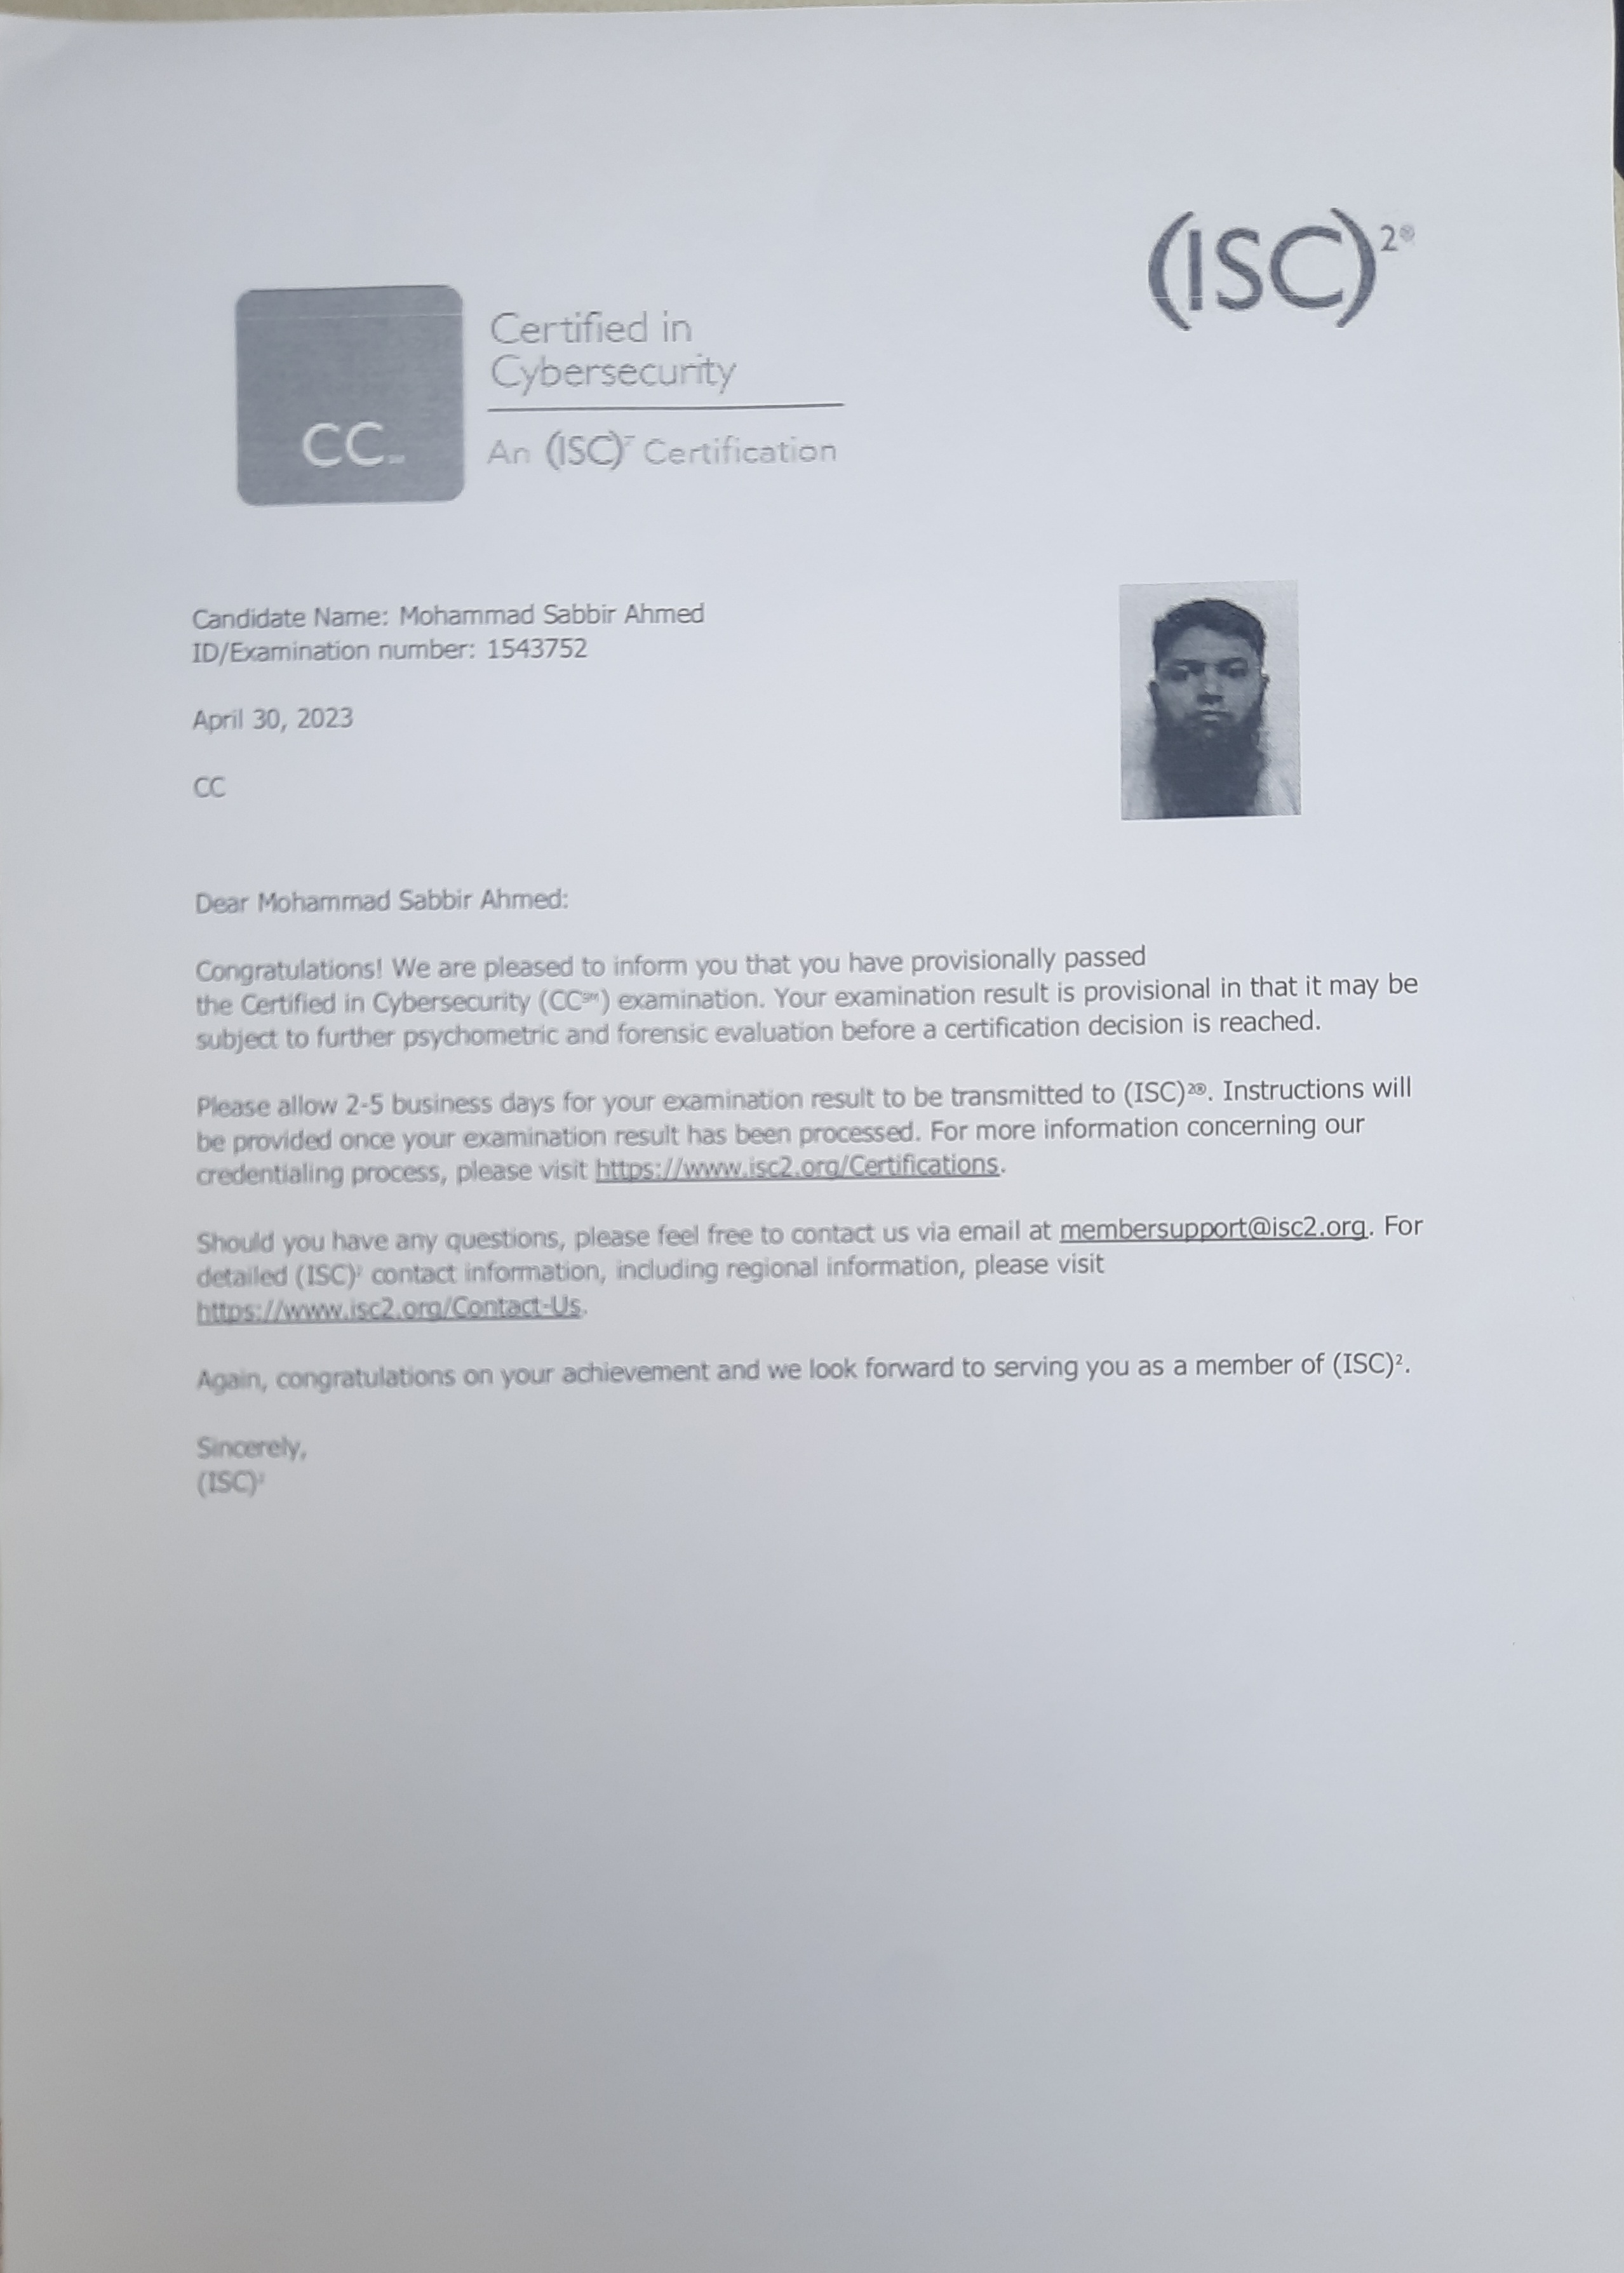 (ISC)²®
Certified in
Cybersecurity
CC℠
An (ISC)² Certification
Candidate Name: Mohammad Sabbir Ahmed
ID/Examination number: 1543752
April 30, 2023
CC
Dear Mohammad Sabbir Ahmed:
Congratulations! We are pleased to inform you that you have provisionally passed
the Certified in Cybersecurity (CC℠) examination. Your examination result is provisional in that it may be
subject to further psychometric and forensic evaluation before a certification decision is reached.
Please allow 2-5 business days for your examination result to be transmitted to (ISC)²®. Instructions will
be provided once your examination result has been processed. For more information concerning our
credentialing process, please visit https://www.isc2.org/Certifications.
Should you have any questions, please feel free to contact us via email at membersupport@isc2.org. For
detailed (ISC)² contact information, including regional information, please visit
https://www.isc2.org/Contact-Us.
Again, congratulations on your achievement and we look forward to serving you as a member of (ISC)².
Sincerely,
(ISC)²